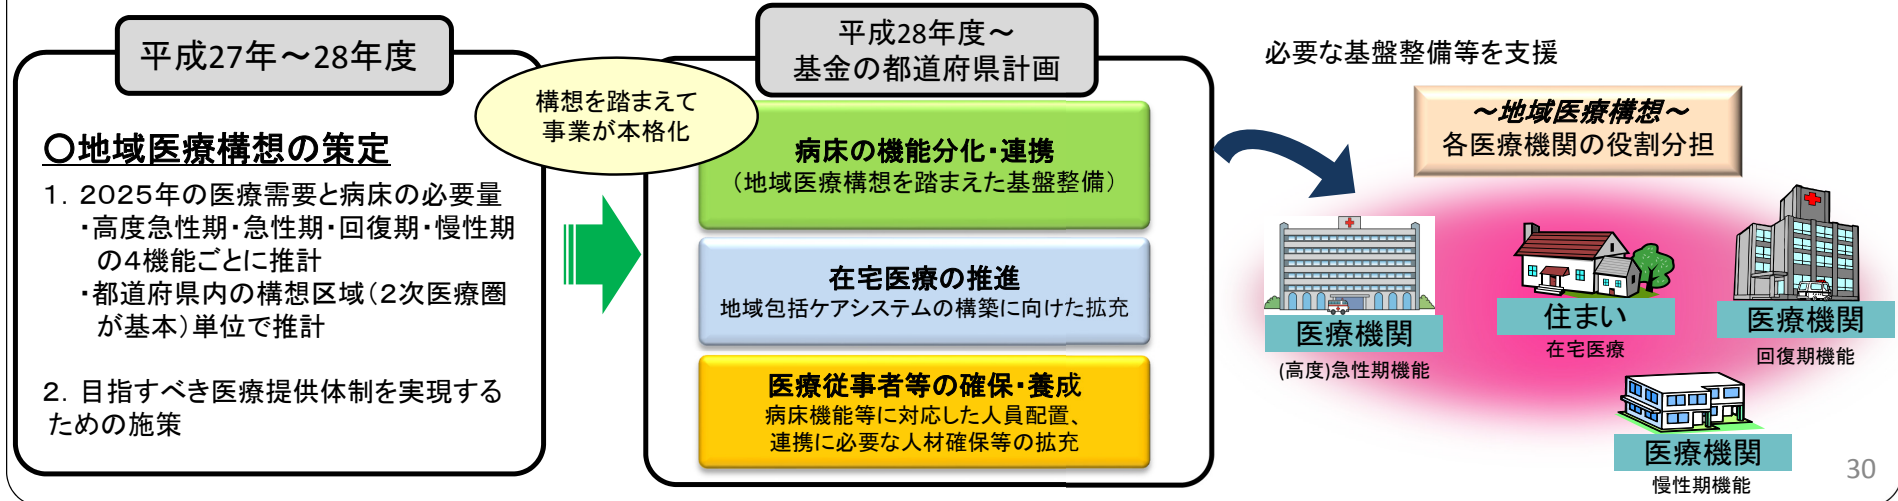 平成27年～28年度
〇地域医療構想の策定
1．2025年の医療需要と病床の必要量
・高度急性期・急性期・回復期・慢性期
の4機能ごとに推計
・都道府県内の構想区域（2次医療圏
が基本）単位で推計
2．目指すべき医療提供体制を実現する
ための施策
構想を踏まえて
事業が本格化
平成28年度～
基金の都道府県計画
病床の機能分化・連携
（地域医療構想を踏まえた基盤整備）
在宅医療の推進
地域包括ケアシステムの構築に向けた拡充
医療従事者等の確保・養成
病床機能等に対応した人員配置、
連携に必要な人材確保等の拡充
必要な基盤整備等を支援
～地域医療構想～
各医療機関の役割分担
医療機関
(高度)急性期機能
住まい
在宅医療
医療機関
回復期機能
医療機関
慢性期機能
30